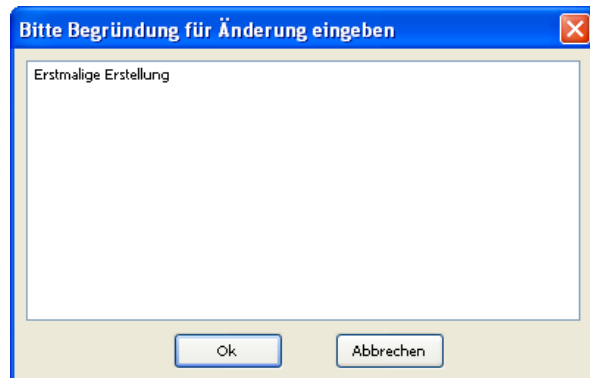 Bitte Begründung für Änderung eingeben
Erstmalige Erstellung
Ok
Abbrechen